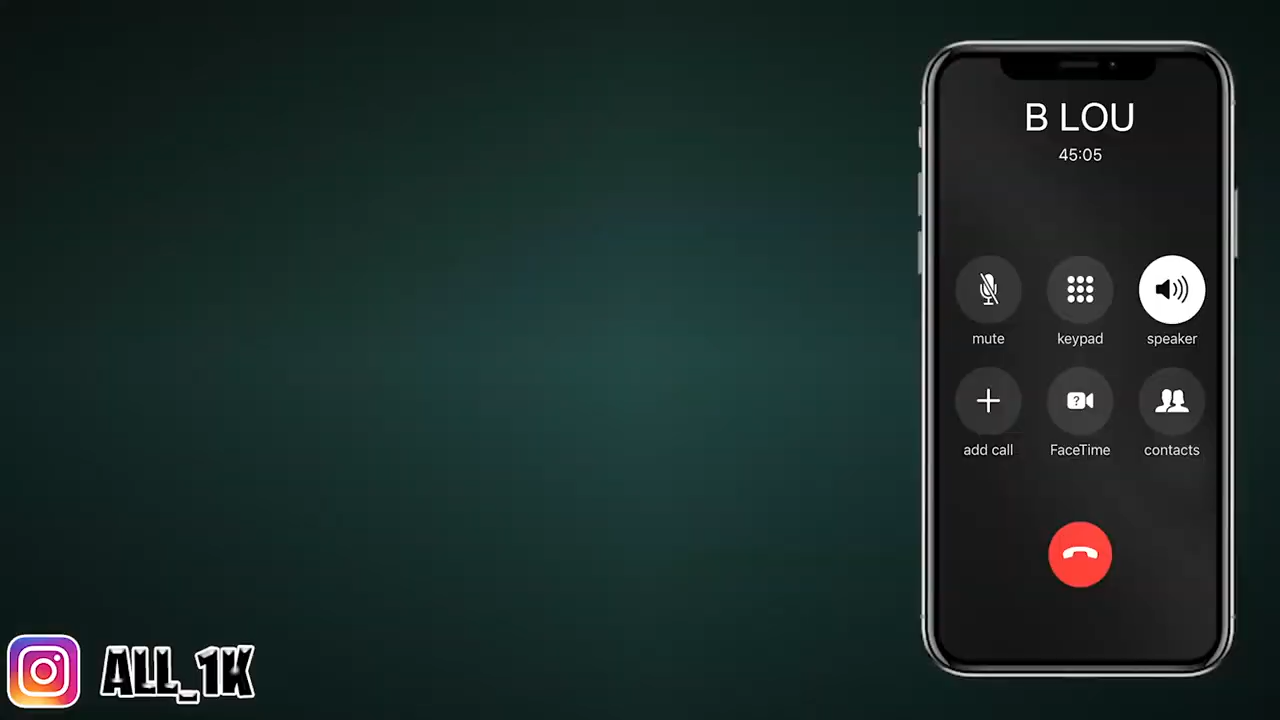 B LOU
45:05
mute keypad speaker
?
add call FaceTime contacts
ALL_1K